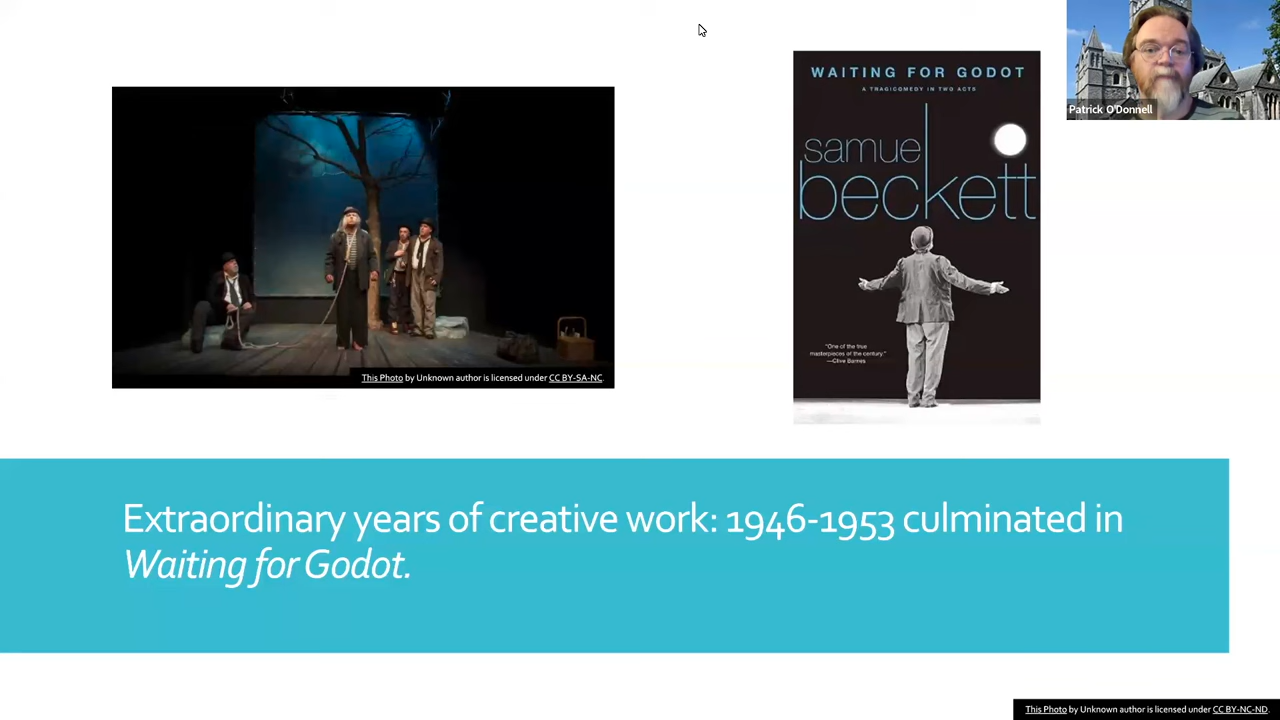 WAITING FOR GODOT
A TRAGICOMEDY IN TWO ACTS
samuel
beckett
"One of the true
masterpieces of the century."
—Clive Barnes
Patrick O'Donnell
This Photo by Unknown author is licensed under CC BY-SA-NC.
Extraordinary years of creative work: 1946-1953 culminated in
Waiting for Godot.
This Photo by Unknown author is licensed under CC BY-NC-ND.